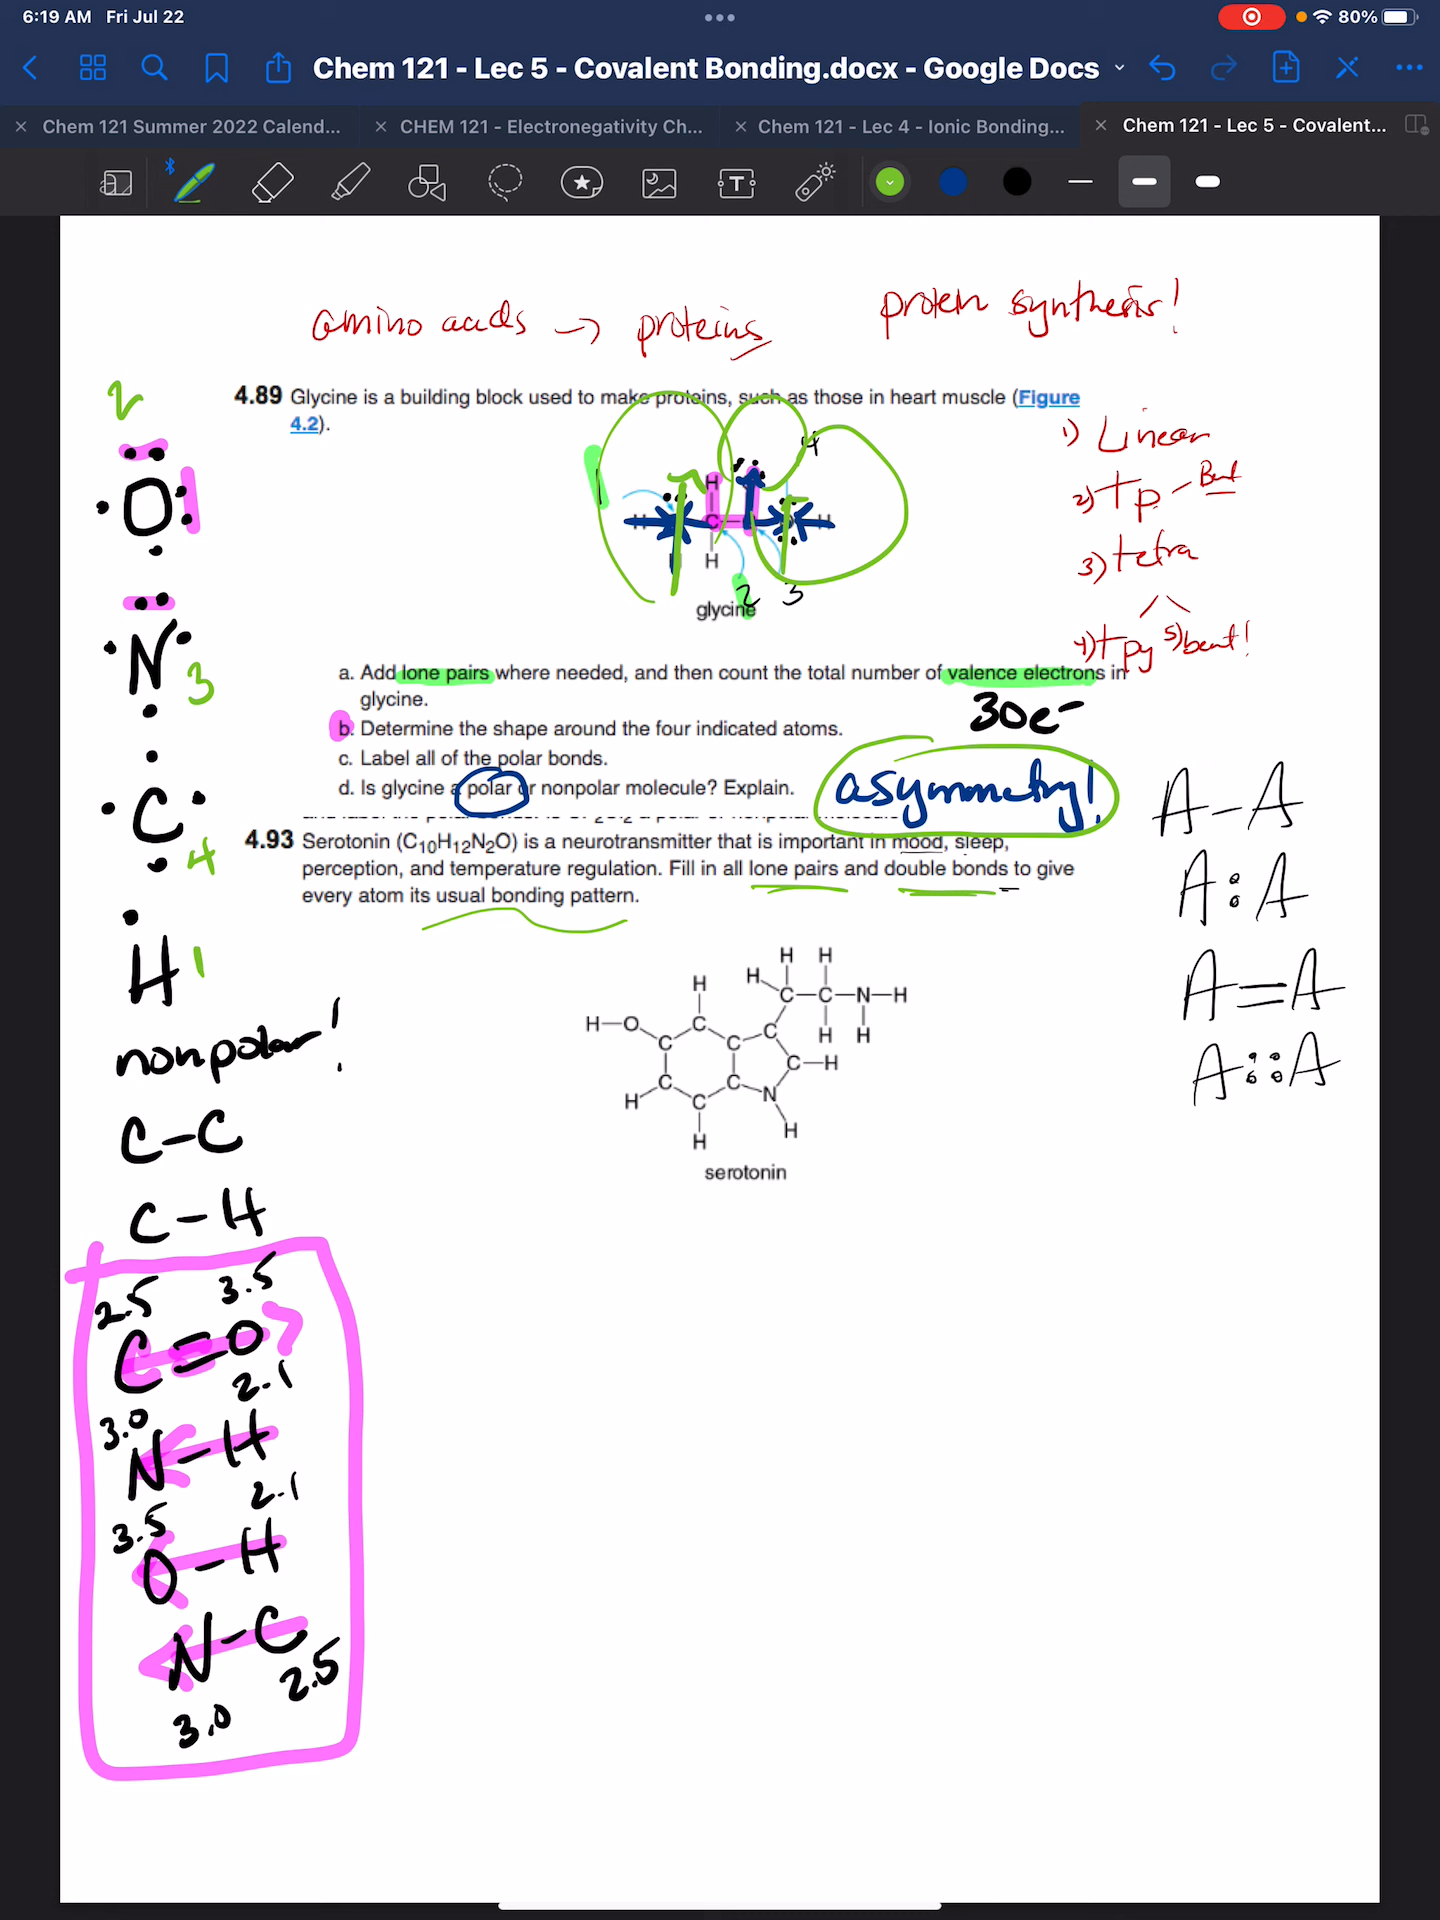 6:19 AM Fri Jul 22
80%
Chem 121 - Lec 5 - Covalent Bonding.docx - Google Docs
Chem 121 Summer 2022 Calend...
CHEM 121 - Electronegativity Ch...
Chem 121 - Lec 4 - Ionic Bonding...
Chem 121 - Lec 5 - Covalent...
amino acids → proteins
protein synthesis!
4.89 Glycine is a building block used to make proteins, such as those in heart muscle (Figure
4.2).
1) Linear
2) tp - Bent
3) tetra
4) tpy 5) bent!
1
4
H
H C H
H
2 3
glycine
a. Add lone pairs where needed, and then count the total number of valence electrons in
glycine.
30e-
b. Determine the shape around the four indicated atoms.
c. Label all of the polar bonds.
d. Is glycine a polar or nonpolar molecule? Explain.
asymmetry!
4.93 Serotonin (C10H12N2O) is a neurotransmitter that is important in mood, sleep,
perception, and temperature regulation. Fill in all lone pairs and double bonds to give
every atom its usual bonding pattern.
H H
H H C—C—N—H
H—O C C H H
C C C—H
C C N
H C H
H
serotonin
2
O
N 3
C 4
H 1
nonpolar!
C-C
C-H
2.5 3.5
C=O
3.0 2.1
N-H
3.5 2.1
O-H
N-C
3.0 2.5
A-A
A:A
A=A
A::A